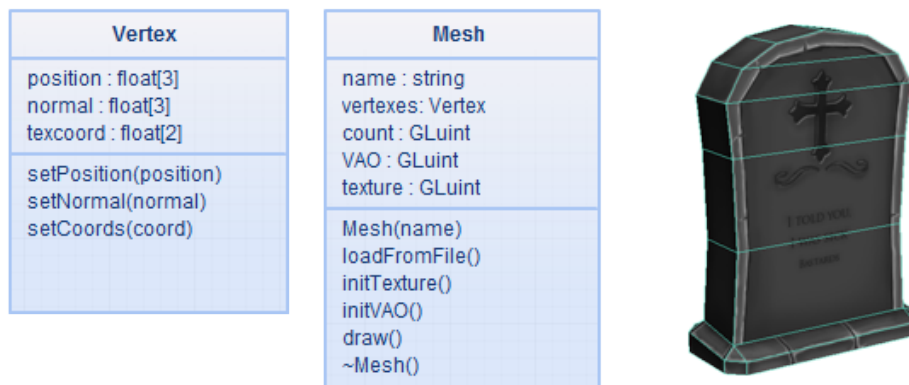 Vertex
position : float[3]
normal : float[3]
texcoord : float[2]
setPosition(position)
setNormal(normal)
setCoords(coord)
Mesh
name : string
vertexes: Vertex
count : GLuint
VAO : GLuint
texture : GLuint
Mesh(name)
loadFromFile()
initTexture()
initVAO()
draw()
~Mesh()
I TOLD YOU